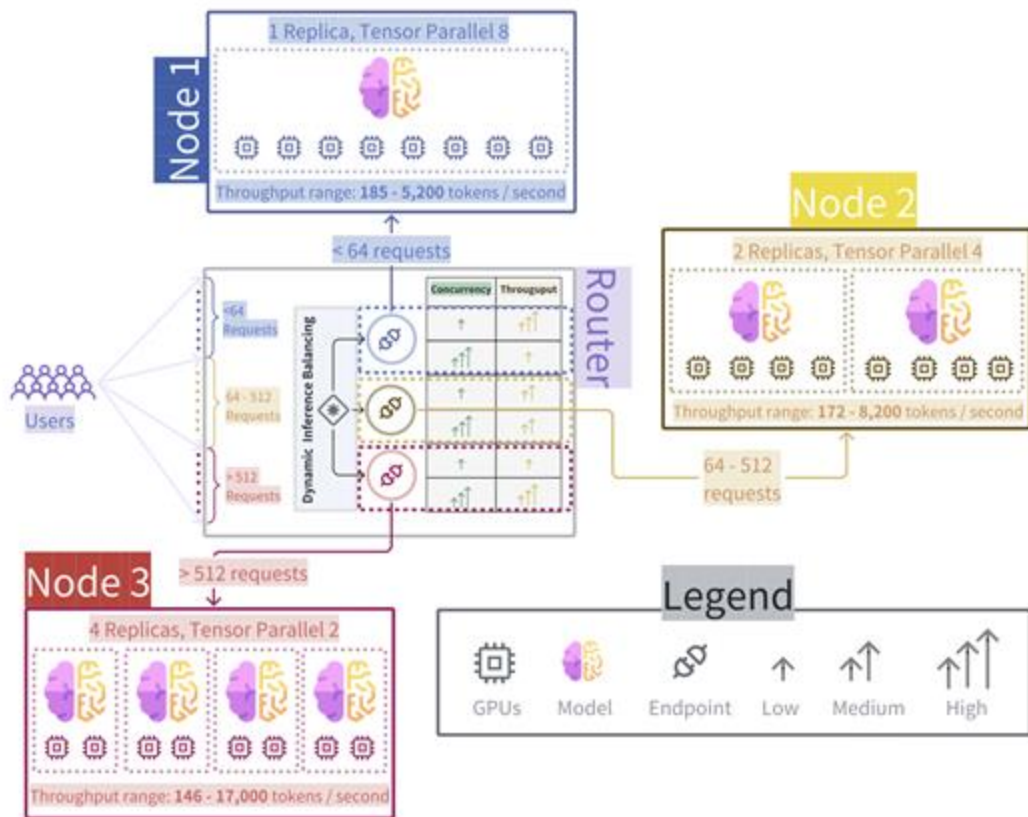 1 Replica, Tensor Parallel 8
Node 1
Throughput range: 185 - 5,200 tokens / second
< 64 requests
Node 2
2 Replicas, Tensor Parallel 4
Throughput range: 172 - 8,200 tokens / second
64 - 512
requests
Router
Concurrency
Througuput
Dynamic Inference Balancing
<64
Requests
64 - 512
Requests
> 512
Requests
Users
> 512 requests
Node 3
4 Replicas, Tensor Parallel 2
Throughput range: 146 - 17,000 tokens / second
Legend
GPUs
Model
Endpoint
Low
Medium
High